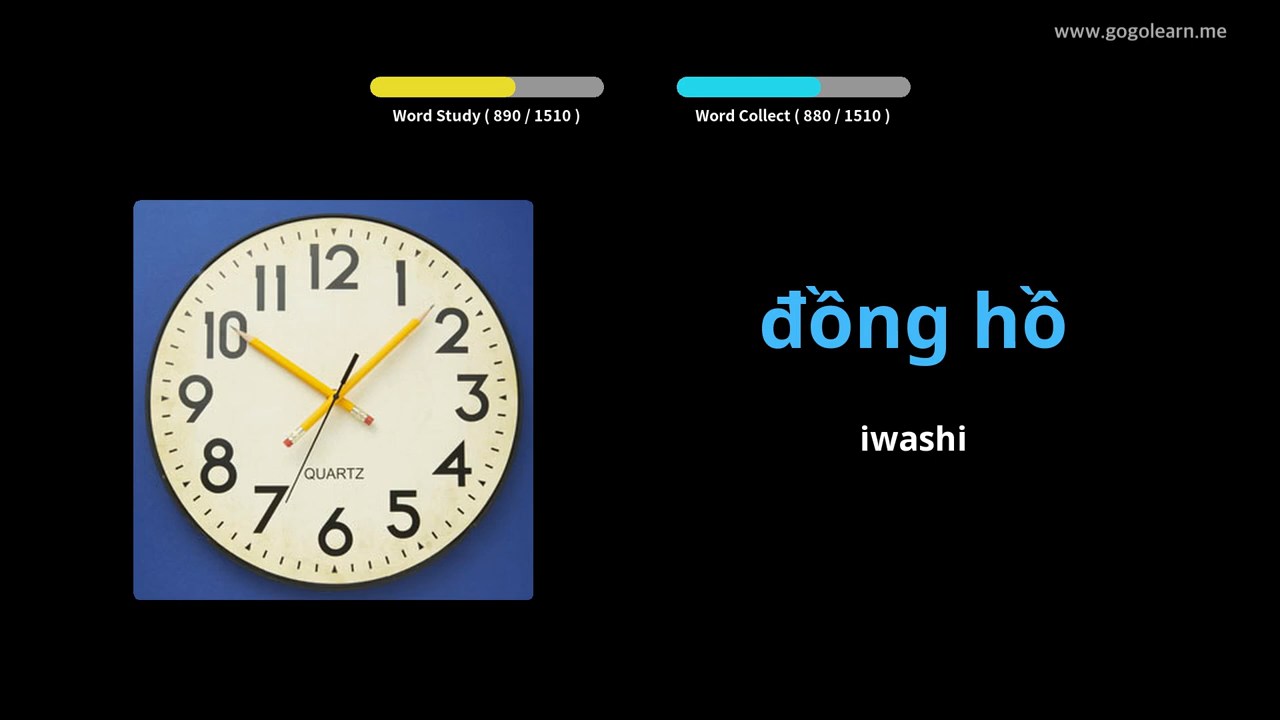 www.gogolearn.me
Word Study ( 890 / 1510 )
Word Collect ( 880 / 1510 )
12
11
1
10
2
9
3
8
4
7
5
6
QUARTZ
đồng hồ
iwashi